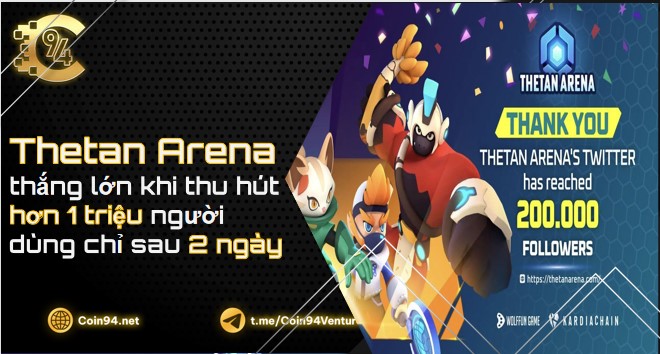 C
94
Thetan Arena
thắng lớn khi thu hút
hơn 1 triệu người
dùng chỉ sau 2 ngày
Coin94.net
t.me/Coin94Ventur
THETAN ARENA
THANK YOU
THETAN ARENA'S TWITTER
has reached
200.000
FOLLOWERS
https://thetanarena.com/
WOLFFUN GAME
KARDIACHAIN